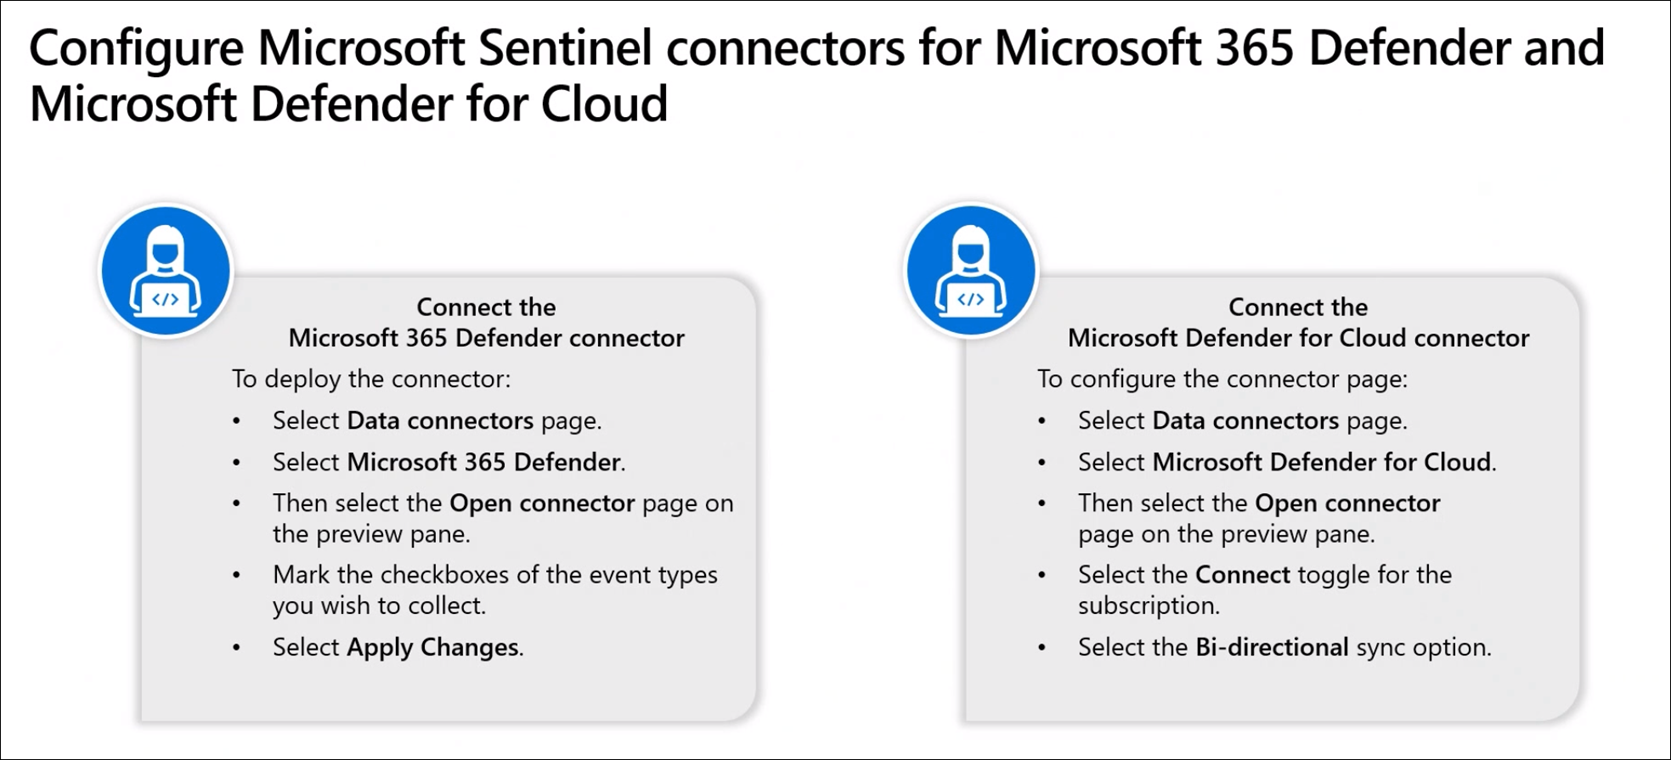 Configure Microsoft Sentinel connectors for Microsoft 365 Defender and
Microsoft Defender for Cloud
</>
Connect the
Microsoft 365 Defender connector
To deploy the connector:
• Select Data connectors page.
• Select Microsoft 365 Defender.
• Then select the Open connector page on
the preview pane.
• Mark the checkboxes of the event types
you wish to collect.
• Select Apply Changes.
</>
Connect the
Microsoft Defender for Cloud connector
To configure the connector page:
• Select Data connectors page.
• Select Microsoft Defender for Cloud.
• Then select the Open connector
page on the preview pane.
• Select the Connect toggle for the
subscription.
• Select the Bi-directional sync option.